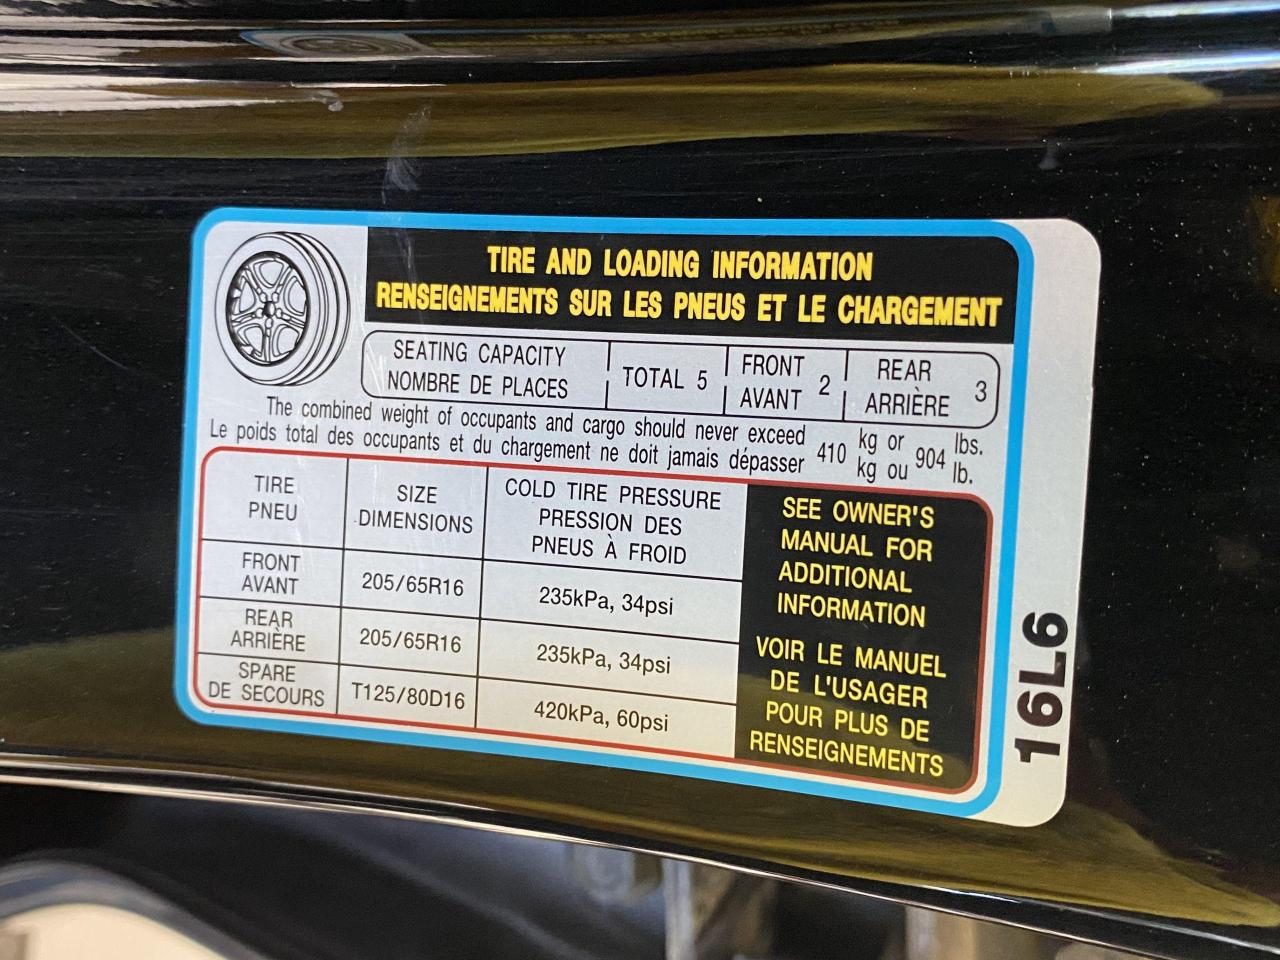 TIRE AND LOADING INFORMATION
RENSEIGNEMENTS SUR LES PNEUS ET LE CHARGEMENT
SEATING CAPACITY
NOMBRE DE PLACES
TOTAL 5
FRONT
AVANT
2
REAR
ARRIÈRE
3
The combined weight of occupants and cargo should never exceed
Le poids total des occupants et du chargement ne doit jamais dépasser
410
kg or
kg ou
904
lbs.
lb.
TIRE
PNEU
SIZE
DIMENSIONS
COLD TIRE PRESSURE
PRESSION DES
PNEUS À FROID
FRONT
AVANT
205/65R16
235kPa, 34psi
REAR
ARRIÈRE
205/65R16
235kPa, 34psi
SPARE
DE SECOURS
T125/80D16
420kPa, 60psi
SEE OWNER'S
MANUAL FOR
ADDITIONAL
INFORMATION
VOIR LE MANUEL
DE L'USAGER
POUR PLUS DE
RENSEIGNEMENTS
16L6